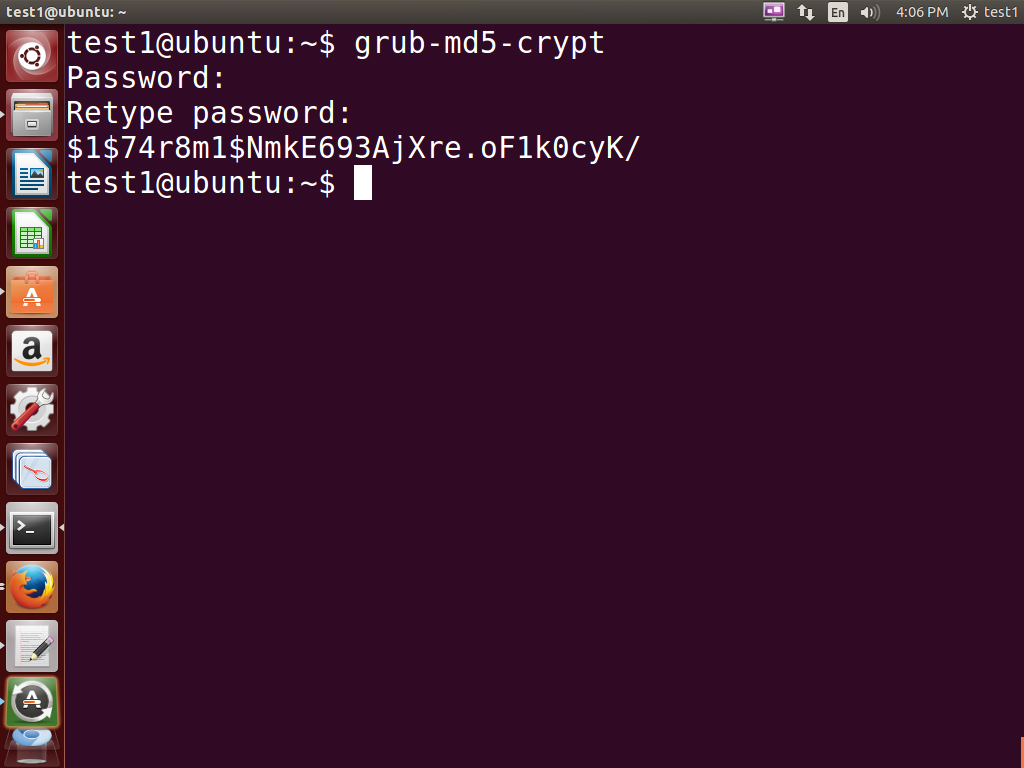 test1@ubuntu: ~
En
4:06 PM
test1
test1@ubuntu:~$ grub-md5-crypt
Password:
Retype password:
$1$74r8m1$NmkE693AjXre.oF1k0cyK/
test1@ubuntu:~$